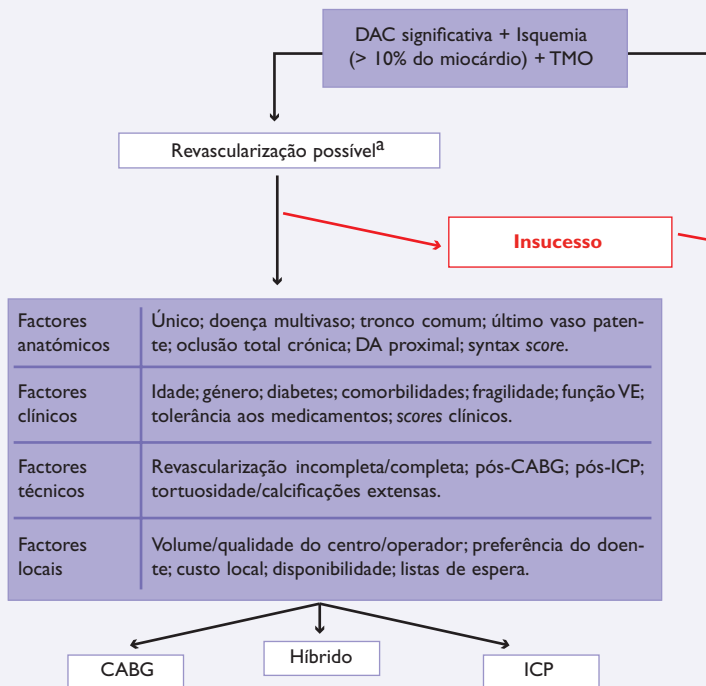 DAC significativa + Isquemia
(> 10% do miocárdio) + TMO
Revascularização possívelª
Insucesso
Factores
anatómicos
Único; doença multivaso; tronco comum; último vaso paten-
te; oclusão total crónica; DA proximal; syntax score.
Factores
clínicos
Idade; género; diabetes; comorbilidades; fragilidade; função VE;
tolerância aos medicamentos; scores clínicos.
Factores
técnicos
Revascularização incompleta/completa; pós-CABG; pós-ICP;
tortuosidade/calcificações extensas.
Factores
locais
Volume/qualidade do centro/operador; preferência do doen-
te; custo local; disponibilidade; listas de espera.
CABG
Híbrido
ICP